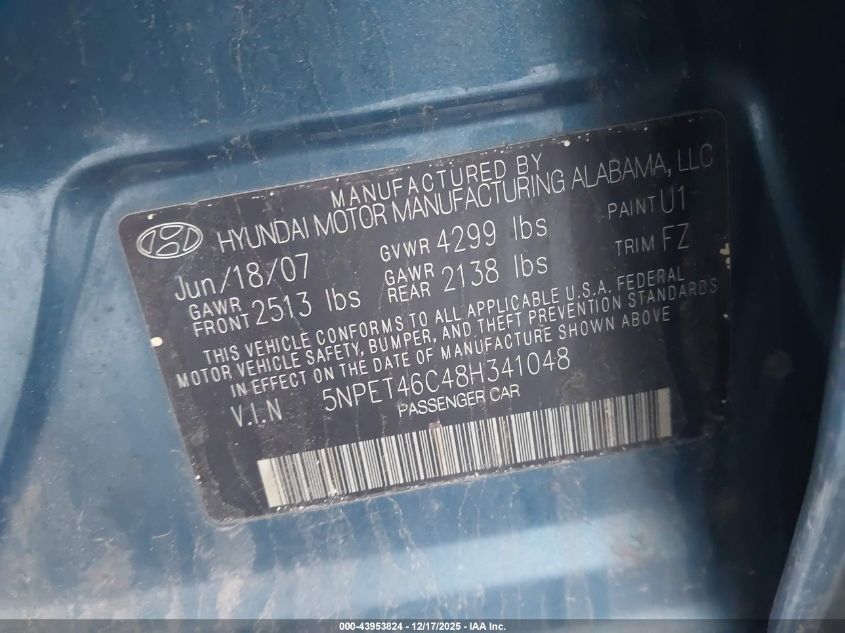 MANUFACTURED BY
HYUNDAI MOTOR MANUFACTURING ALABAMA, LLC
Jun/18/07 GVWR 4299 lbs PAINT U1
GAWR FRONT 2513 lbs GAWR REAR 2138 lbs TRIM FZ
THIS VEHICLE CONFORMS TO ALL APPLICABLE U.S.A. FEDERAL
MOTOR VEHICLE SAFETY, BUMPER, AND THEFT PREVENTION STANDARDS
IN EFFECT ON THE DATE OF MANUFACTURE SHOWN ABOVE
V.I.N 5NPET46C48H341048
PASSENGER CAR
000-43953824 - 12/17/2025 - IAA Inc.